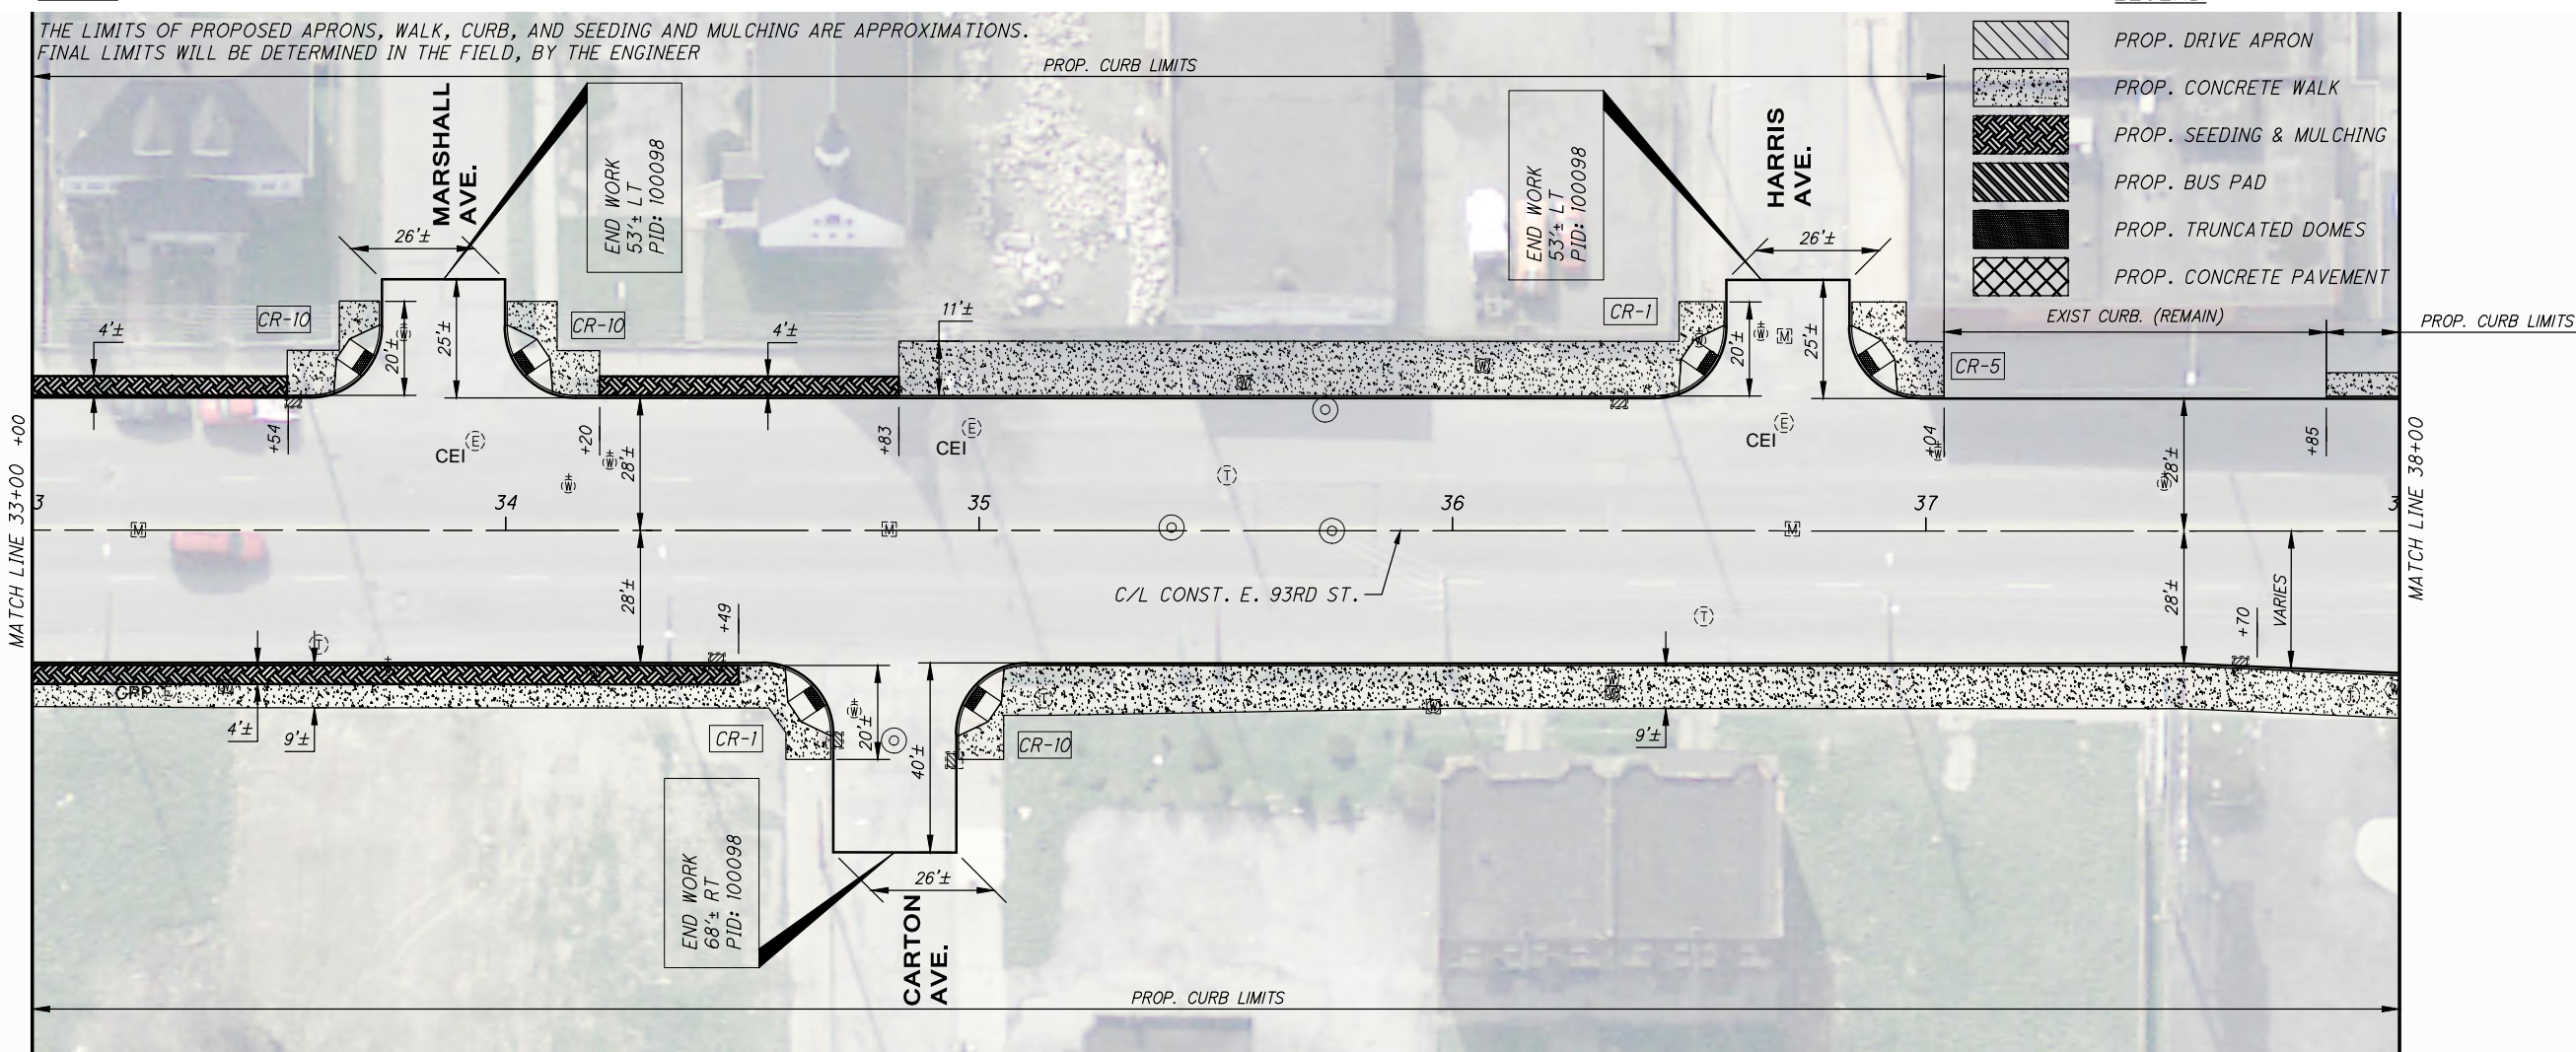 THE LIMITS OF PROPOSED APRONS, WALK, CURB, AND SEEDING AND MULCHING ARE APPROXIMATIONS.
FINAL LIMITS WILL BE DETERMINED IN THE FIELD, BY THE ENGINEER
PROP. CURB LIMITS
PROP. DRIVE APRON
PROP. CONCRETE WALK
PROP. SEEDING & MULCHING
PROP. BUS PAD
PROP. TRUNCATED DOMES
PROP. CONCRETE PAVEMENT
EXIST CURB. (REMAIN)
PROP. CURB LIMITS
MARSHALL
AVE.
END WORK
53'± LT
PID: 100098
END WORK
53'± LT
PID: 100098
HARRIS
AVE.
26'±
26'±
CR-10
CR-10
CR-1
CR-5
4'±
20'±
25'±
4'±
11'±
20'±
25'±
+54
+20
+83
+04
+85
E
CEI
E
CEI
E
CEI
W
W
W
W
W
W
W
W
W
W
T
28'±
28'±
MATCH LINE 33+00 +00
MATCH LINE 38+00
3
34
35
36
37
3
M
M
M
C/L CONST. E. 93RD ST.
28'±
+49
28'±
+70
VARIES
T
T
CRP
E
4'±
9'±
CR-1
W
20'±
40'±
CR-10
T
W
9'±
T
END WORK
68'± RT
PID: 100098
26'±
CARTON
AVE.
PROP. CURB LIMITS